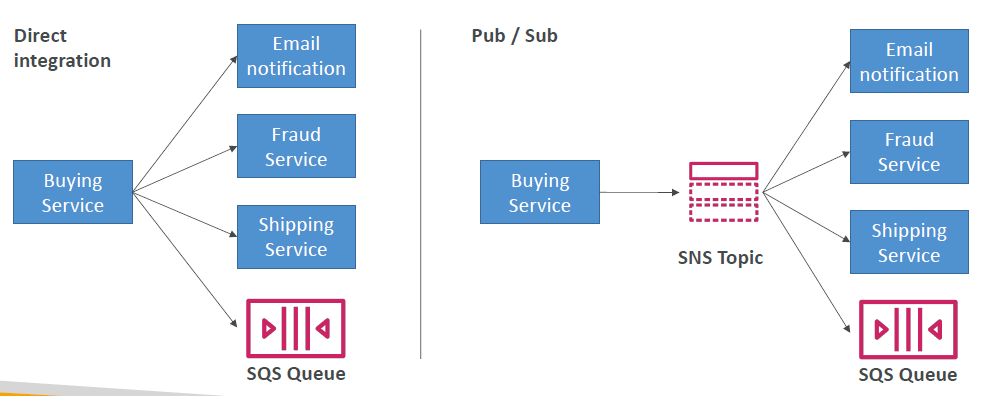 Direct
integration
Email
notification
Fraud
Service
Buying
Service
Shipping
Service
SQS Queue
Pub / Sub
Email
notification
Fraud
Service
Buying
Service
SNS Topic
Shipping
Service
SQS Queue